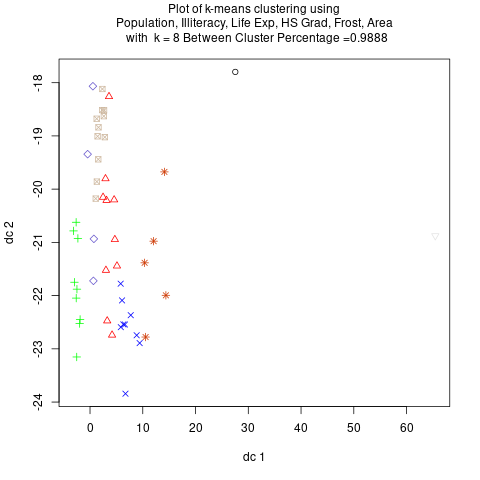 Plot of k-means clustering using
Population, Illiteracy, Life Exp, HS Grad, Frost, Area
with k = 8 Between Cluster Percentage =0.9888
-18
-19
-20
-21
-22
-23
-24
dc 2
0 10 20 30 40 50 60
dc 1